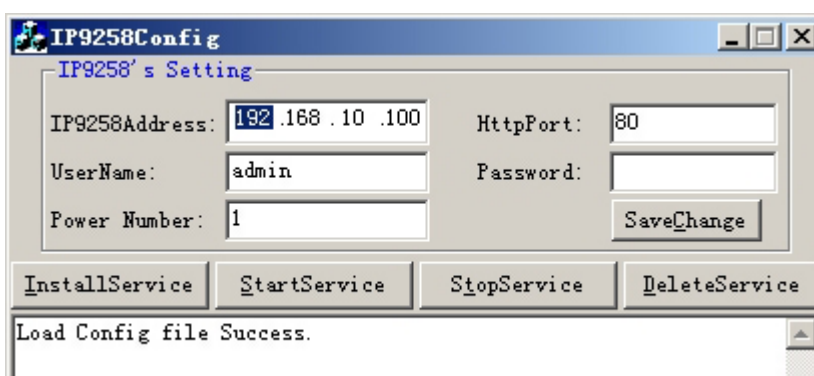 IP9258Config
IP9258's Setting
IP9258Address: 192 .168 . 10 .100 HttpPort: 80
UserName: admin Password:
Power Number: 1 SaveChange
InstallService StartService StopService DeleteService
Load Config file Success.